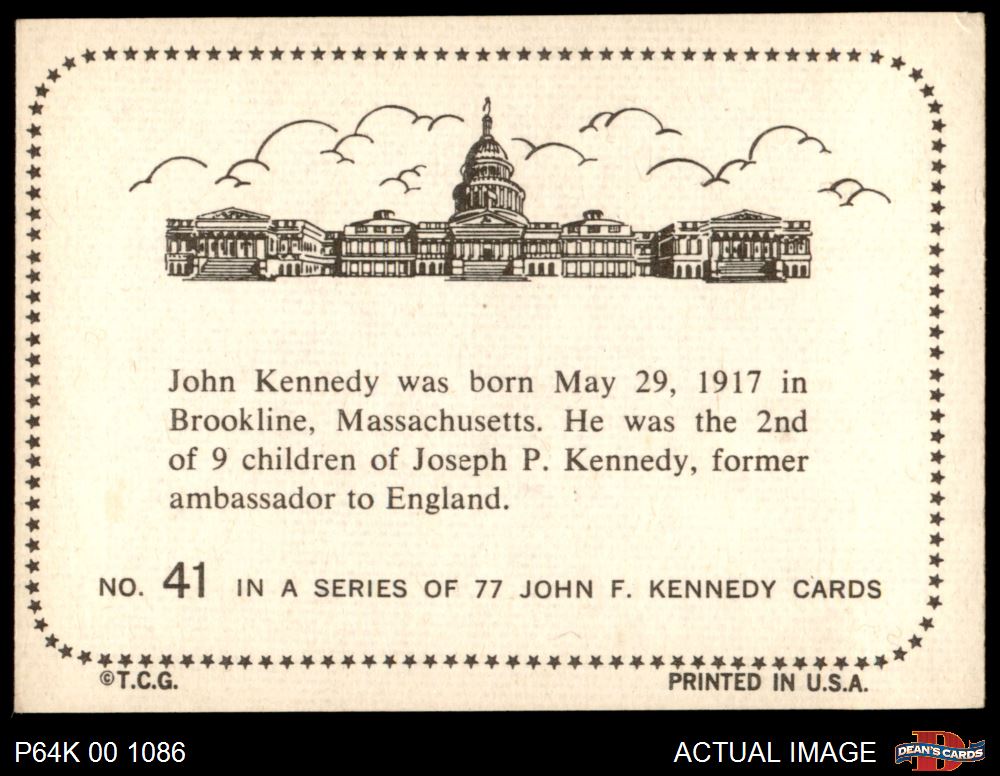 John Kennedy was born May 29, 1917 in
Brookline, Massachusetts. He was the 2nd
of 9 children of Joseph P. Kennedy, former
ambassador to England.
NO. 41 IN A SERIES OF 77 JOHN F. KENNEDY CARDS
©T.C.G. PRINTED IN U.S.A.
P64K 00 1086 ACTUAL IMAGE DEAN'S CARDS